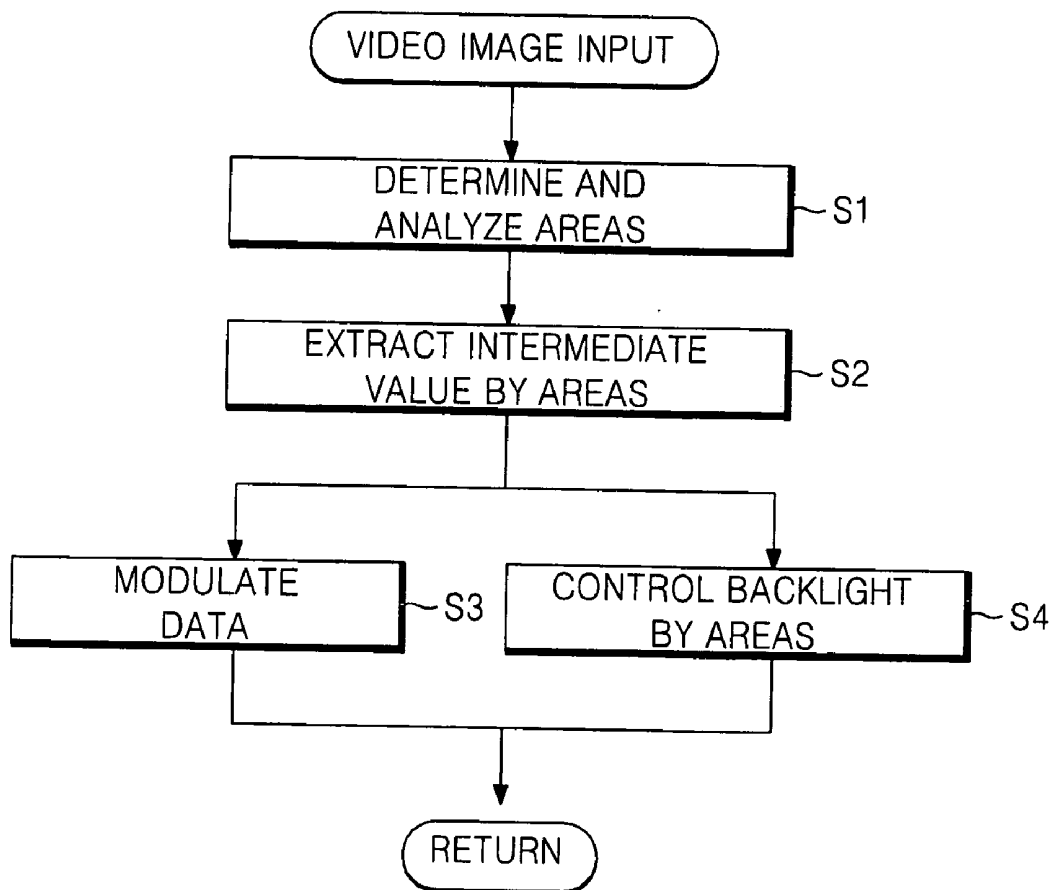 VIDEO IMAGE INPUT
DETERMINE AND
ANALYZE AREAS
S1
EXTRACT INTERMEDIATE
VALUE BY AREAS
S2
MODULATE
DATA
S3
CONTROL BACKLIGHT
BY AREAS
S4
RETURN